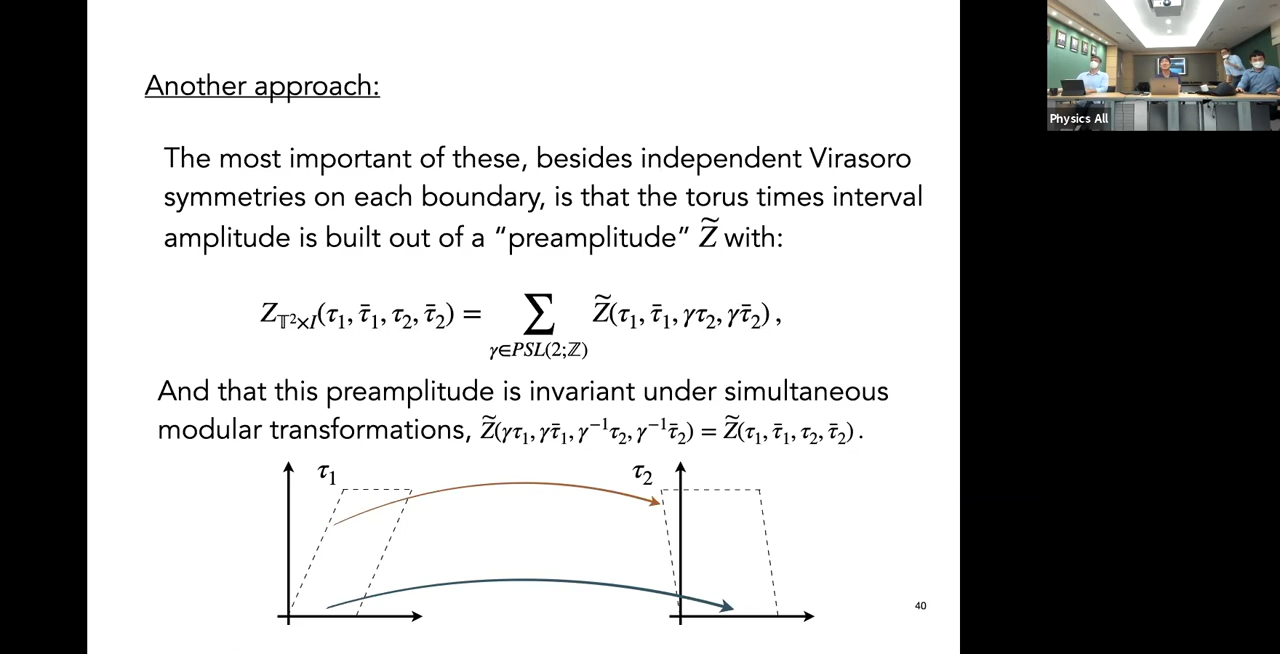 Another approach:
The most important of these, besides independent Virasoro
symmetries on each boundary, is that the torus times interval
amplitude is built out of a “preamplitude” Z̃ with:
Z_{𝕋²×I}(τ₁, τ̄₁, τ₂, τ̄₂) = ∑_{γ∈PSL(2;ℤ)} Z̃(τ₁, τ̄₁, γτ₂, γτ̄₂) ,
And that this preamplitude is invariant under simultaneous
modular transformations, Z̃(γτ₁, γτ̄₁, γ⁻¹τ₂, γ⁻¹τ̄₂) = Z̃(τ₁, τ̄₁, τ₂, τ̄₂) .
τ₁ τ₂
40
Physics All